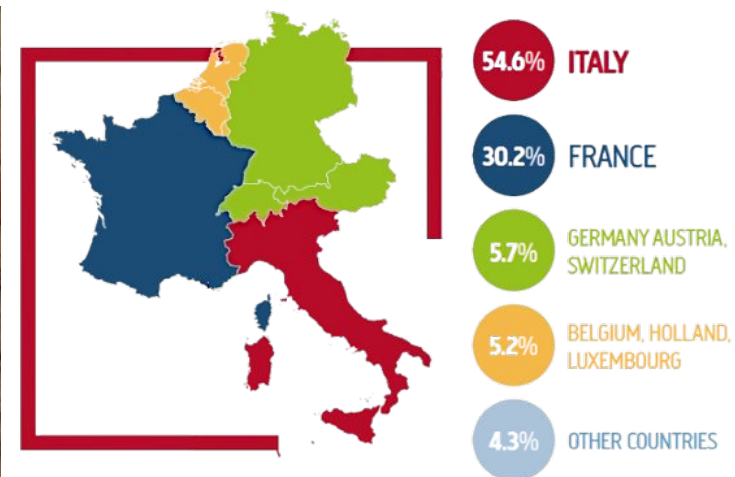 54.6% ITALY
30.2% FRANCE
5.7% GERMANY AUSTRIA,
SWITZERLAND
5.2% BELGIUM, HOLLAND,
LUXEMBOURG
4.3% OTHER COUNTRIES